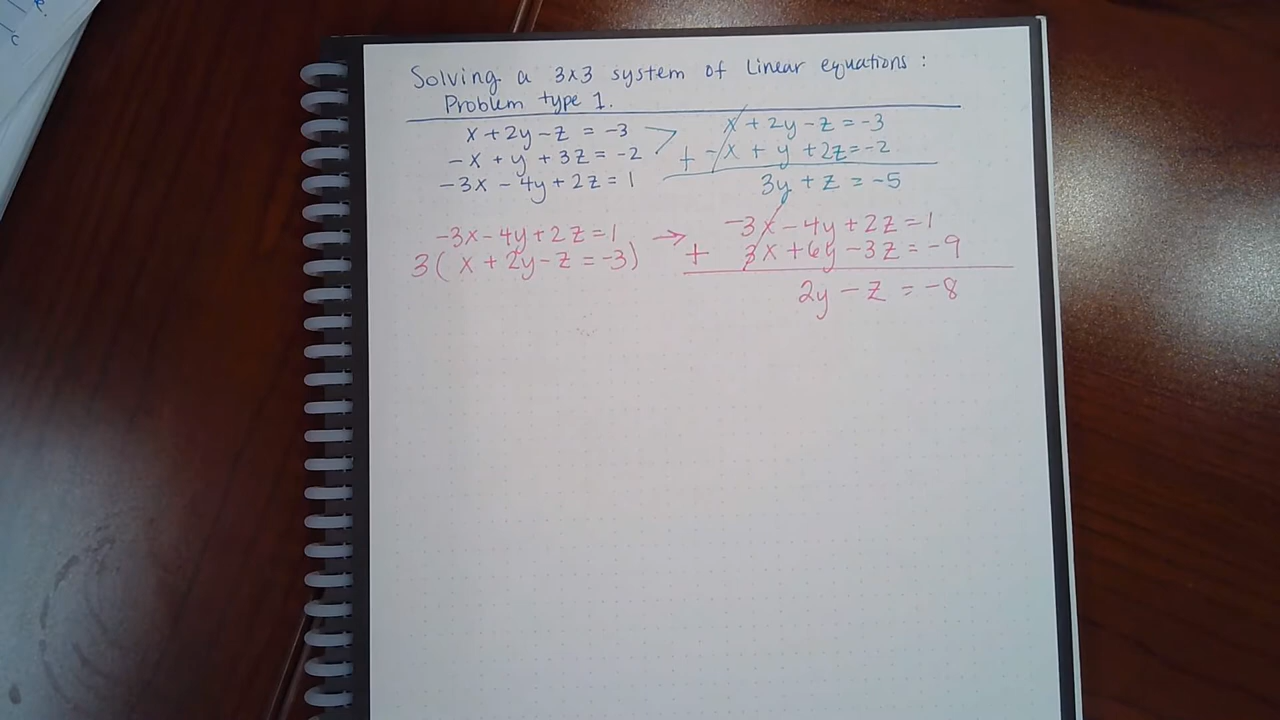 Solving a 3x3 system of linear equations :
Problem type 1.
x + 2y - z = -3
-x + y + 3z = -2
-3x - 4y + 2z = 1
x + 2y - z = -3
+ -x + y + 2z = -2
3y + z = -5
-3x - 4y + 2z = 1
3( x + 2y - z = -3)
→ -3x - 4y + 2z = 1
+ 3x + 6y - 3z = -9
2y - z = -8